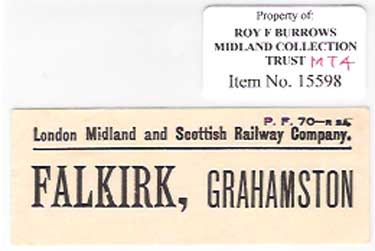 Property of:
ROY F BURROWS
MIDLAND COLLECTION
TRUST MT4
Item No. 15598
P. F. 70—
London Midland and Scottish Railway Company.
FALKIRK, GRAHAMSTON